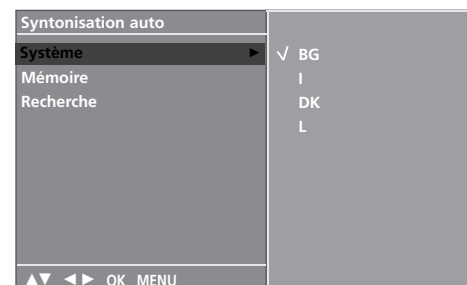 Syntonisation auto
Système ►
Mémoire
Recherche
▲▼ ◄► OK MENU
√ BG
I
DK
L